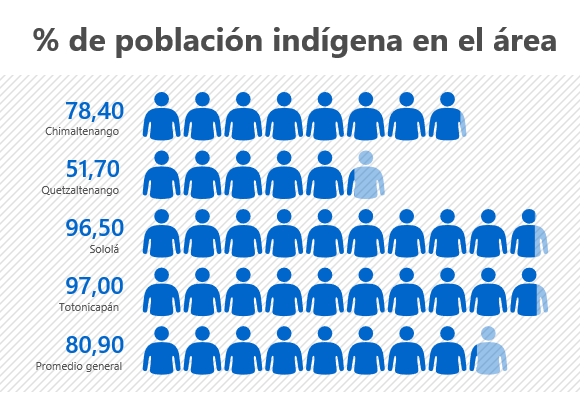 % de población indígena en el área
78,40
Chimaltenango
51,70
Quetzaltenango
96,50
Sololá
97,00
Totonicapán
80,90
Promedio general